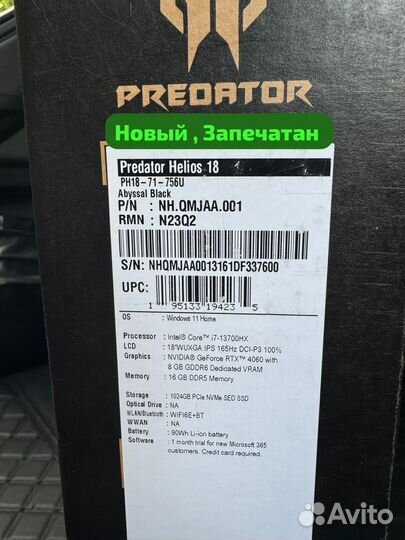 PREDATOR
Новый , Запечатан
Predator Helios 18
PH18-71-756U
Abyssal Black
P/N : NH.QMJAA.001
RMN : N23Q2
S/N: NHQMJAA0013161DF337600
UPC:
1 95133 19423 5
OS : Windows 11 Home
Processor : Intel® Core™ i7-13700HX
LCD : 18"WUXGA IPS 165Hz DCI-P3 100%
Graphics : NVIDIA® GeForce RTX™ 4060 with
8 GB GDDR6 Dedicated VRAM
Memory : 16 GB DDR5 Memory
Storage : 1024GB PCIe NVMe SED SSD
Optical Drive : NA
WLAN/Bluetooth : WIFI6E+BT
WWAN : NA
Battery : 90Wh Li-ion battery
Software : 1 month trial for new Microsoft 365
customers. Credit card required.
Avito